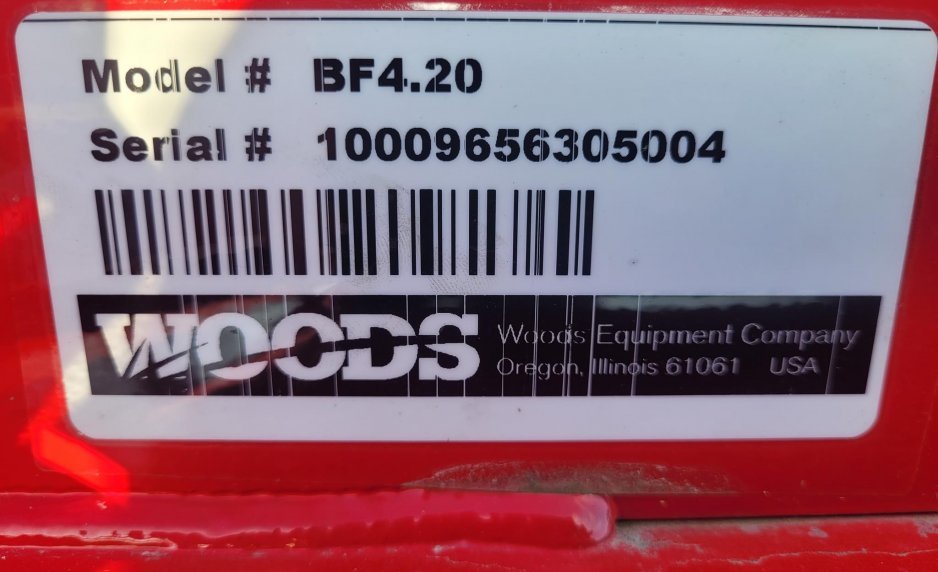 Model # BF4.20
Serial # 10009656305004
WOODS
Woods Equipment Company
Oregon, Illinois 61061 USA